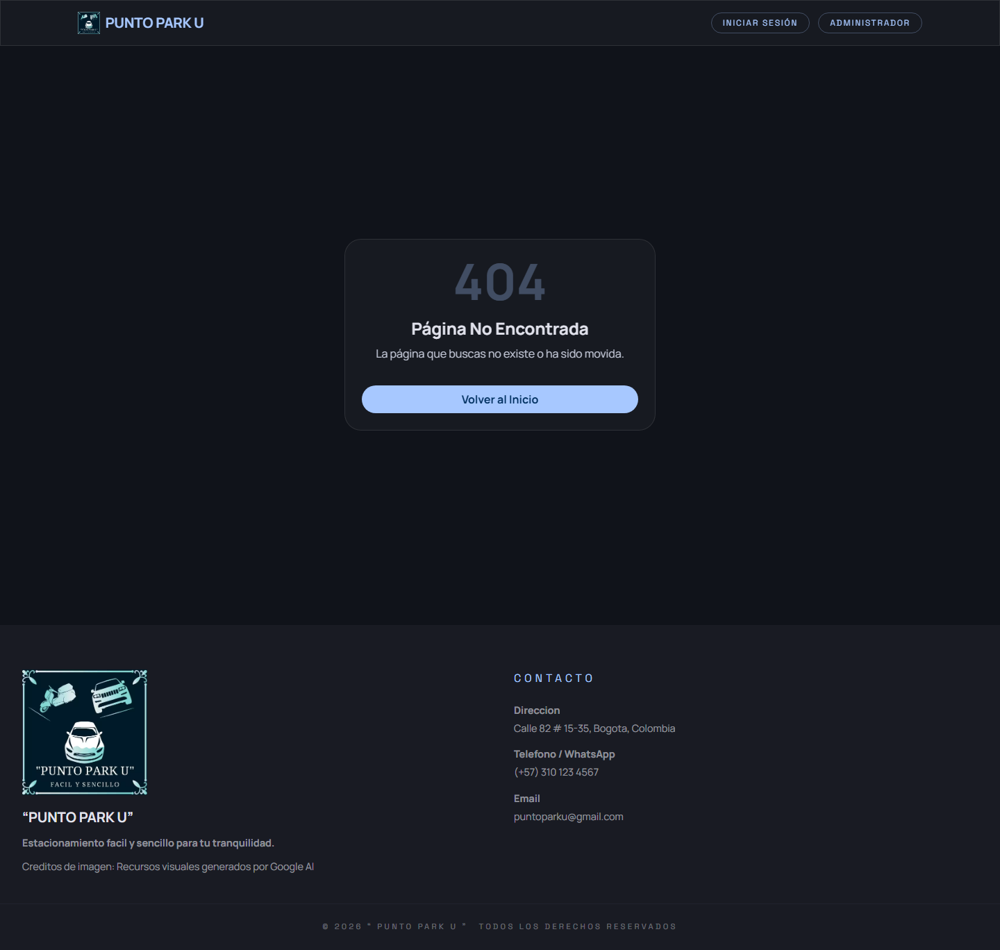 PUNTO PARK U
INICIAR SESIÓN
ADMINISTRADOR
404
Página No Encontrada
La página que buscas no existe o ha sido movida.
Volver al Inicio
"PUNTO PARK U"
FACIL Y SENCILLO
“PUNTO PARK U”
Estacionamiento facil y sencillo para tu tranquilidad.
Creditos de imagen: Recursos visuales generados por Google AI
CONTACTO
Direccion
Calle 82 # 15-35, Bogota, Colombia
Telefono / WhatsApp
(+57) 310 123 4567
Email
puntoparku@gmail.com
© 2026 “ PUNTO PARK U ” TODOS LOS DERECHOS RESERVADOS